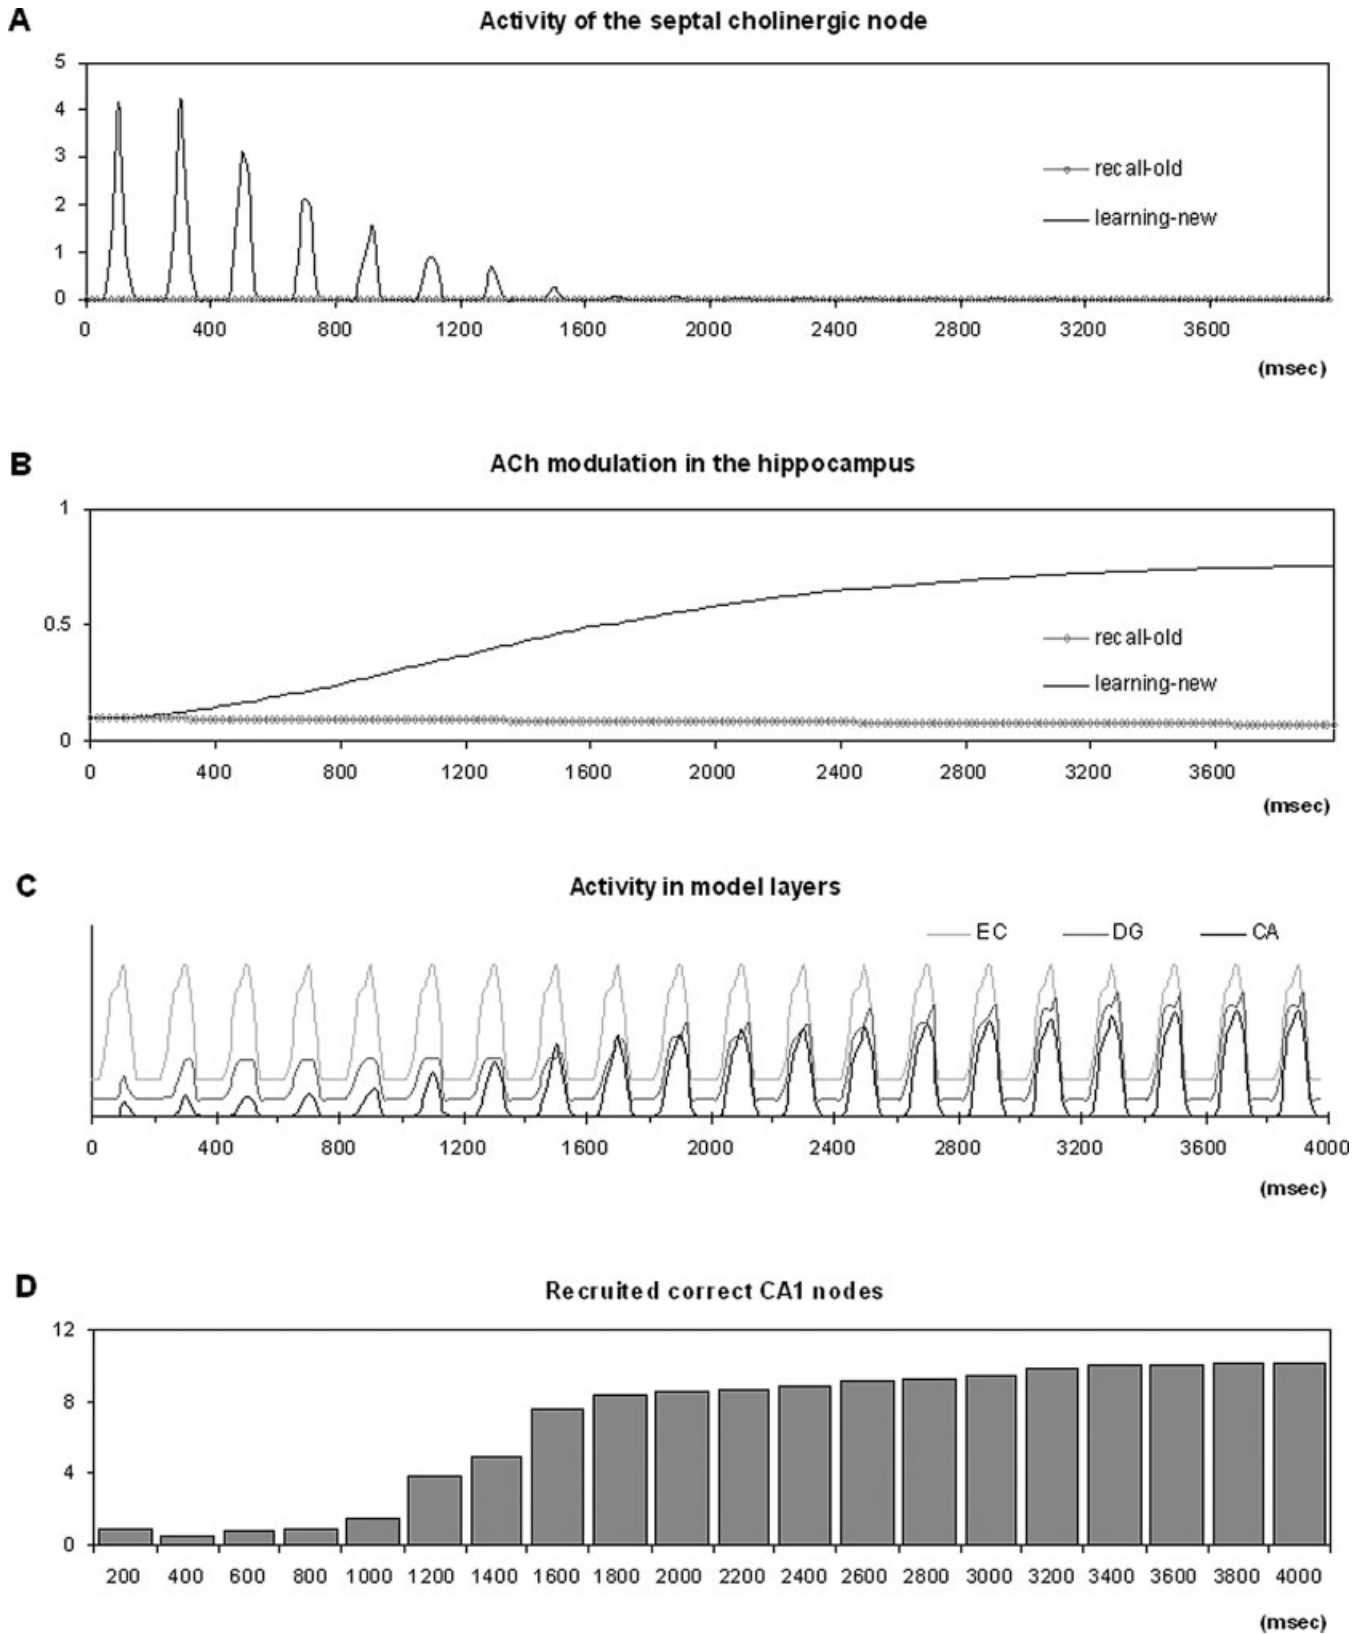 A
Activity of the septal cholinergic node
5
4
3
2
1
0
recall-old
learning-new
0 400 800 1200 1600 2000 2400 2800 3200 3600
(msec)
B
ACh modulation in the hippocampus
1
0.5
0
recall-old
learning-new
0 400 800 1200 1600 2000 2400 2800 3200 3600
(msec)
C
Activity in model layers
EC DG CA
0 400 800 1200 1600 2000 2400 2800 3200 3600 4000
(msec)
D
Recruited correct CA1 nodes
12
8
4
0
200 400 600 800 1000 1200 1400 1600 1800 2000 2200 2400 2600 2800 3000 3200 3400 3600 3800 4000
(msec)